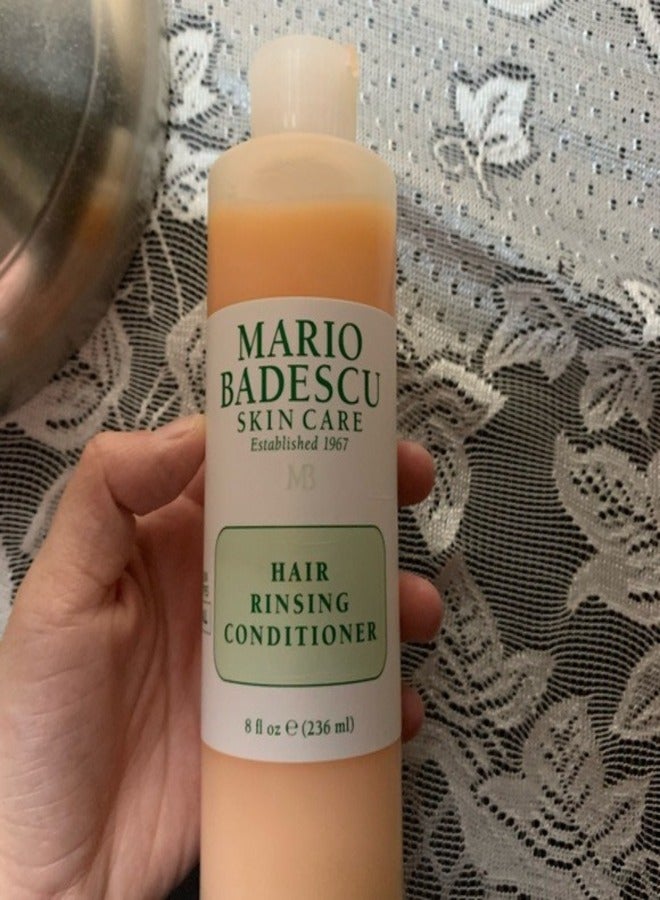 MARIO
BADESCU
SKIN CARE
Established 1967
MB
HAIR
RINSING
CONDITIONER
8 fl oz ℮ (236 ml)